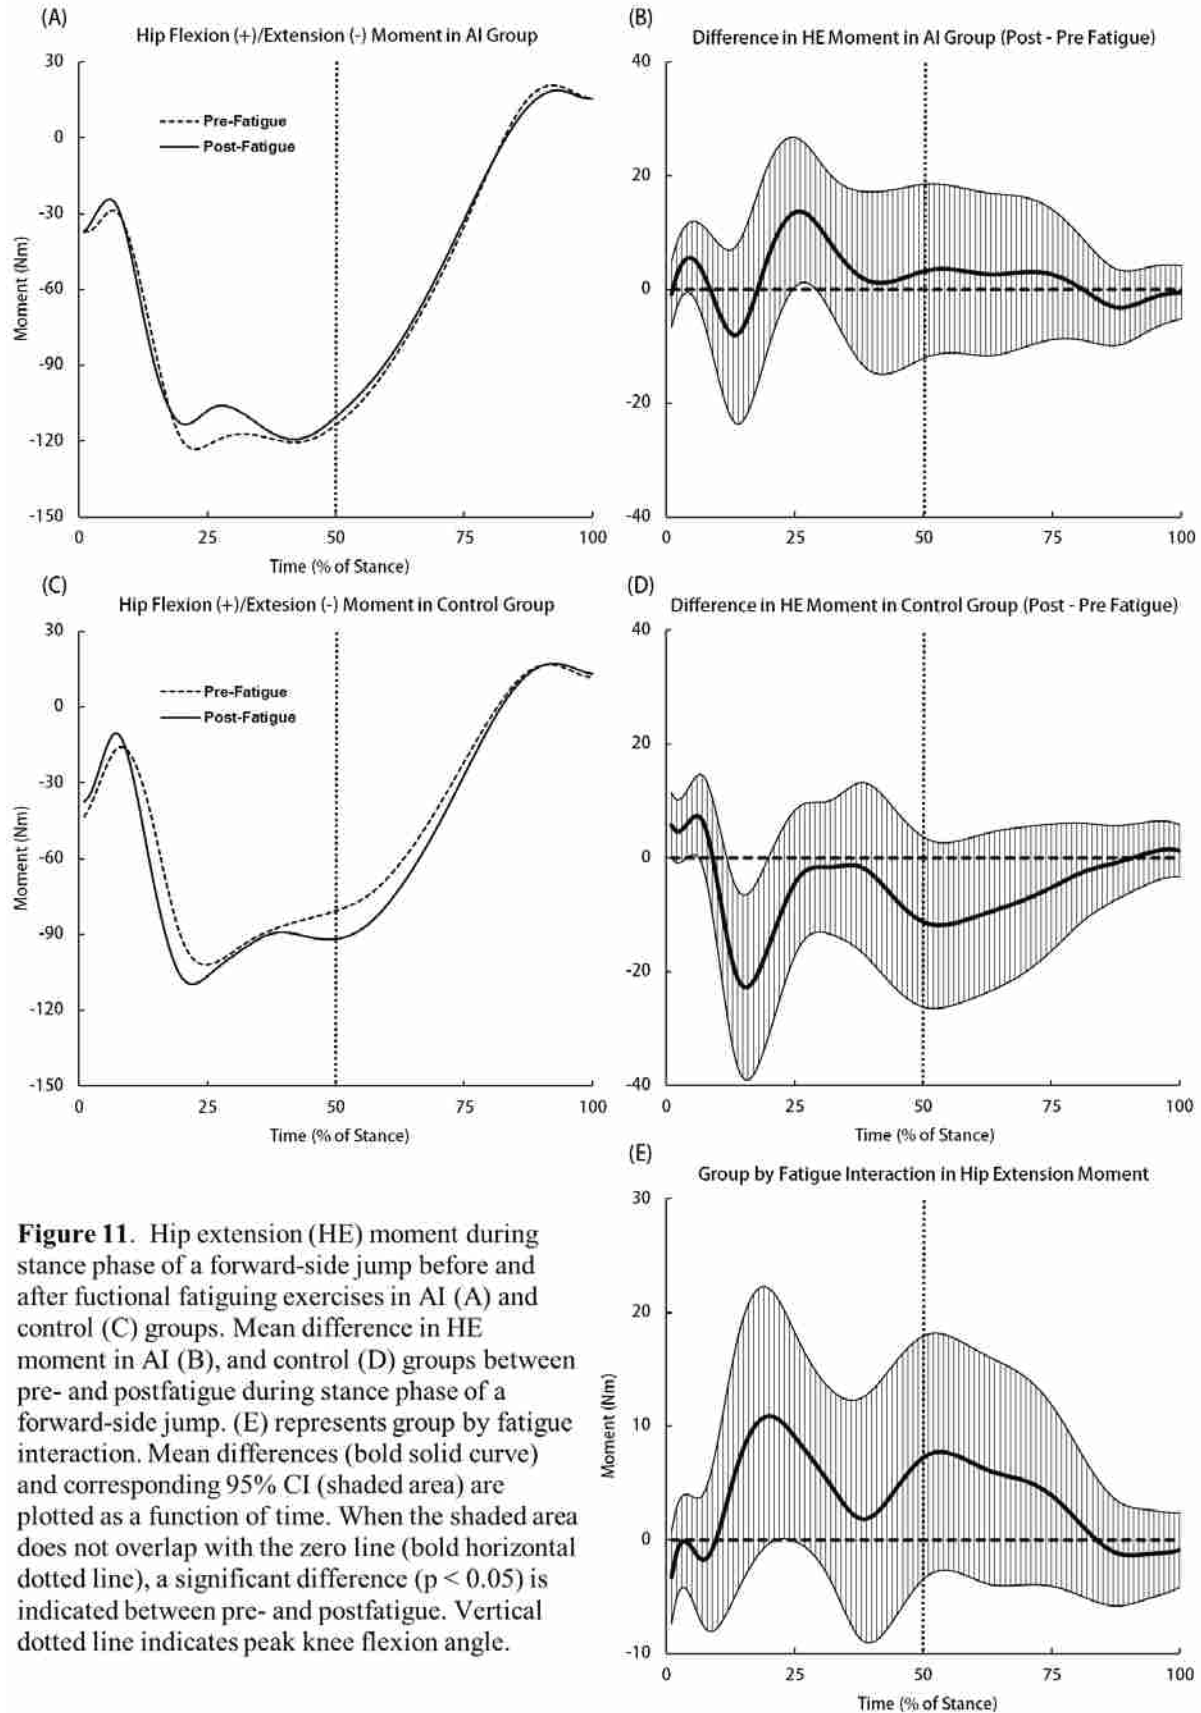 (A)
Hip Flexion (+)/Extension (-) Moment in AI Group
30
0
-30
-60
-90
-120
-150
Moment (Nm)
Pre-Fatigue
Post-Fatigue
0 25 50 75 100
Time (% of Stance)
(B)
Difference in HE Moment in AI Group (Post - Pre Fatigue)
40
20
0
-20
-40
0 25 50 75 100
(C)
Hip Flexion (+)/Extesion (-) Moment in Control Group
30
0
-30
-60
-90
-120
-150
Moment (Nm)
Pre-Fatigue
Post-Fatigue
0 25 50 75 100
Time (% of Stance)
(D)
Difference in HE Moment in Control Group (Post - Pre Fatigue)
40
20
0
-20
-40
0 25 50 75 100
Time (% of Stance)
(E)
Group by Fatigue Interaction in Hip Extension Moment
30
20
10
0
-10
Moment (Nm)
0 25 50 75 100
Time (% of Stance)
Figure 11. Hip extension (HE) moment during
stance phase of a forward-side jump before and
after fuctional fatiguing exercises in AI (A) and
control (C) groups. Mean difference in HE
moment in AI (B), and control (D) groups between
pre- and postfatigue during stance phase of a
forward-side jump. (E) represents group by fatigue
interaction. Mean differences (bold solid curve)
and corresponding 95% CI (shaded area) are
plotted as a function of time. When the shaded area
does not overlap with the zero line (bold horizontal
dotted line), a significant difference (p < 0.05) is
indicated between pre- and postfatigue. Vertical
dotted line indicates peak knee flexion angle.